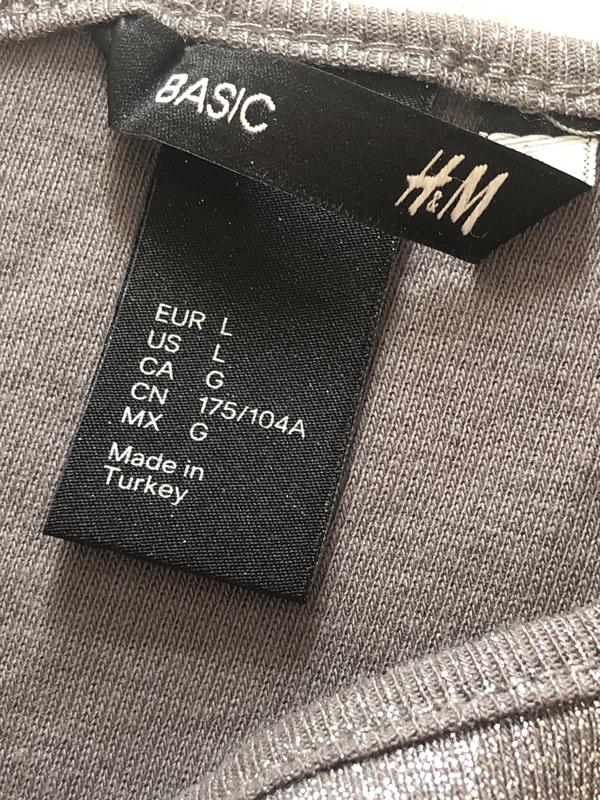 BASIC
H&M
EUR L
US L
CA G
CN 175/104A
MX G
Made in
Turkey